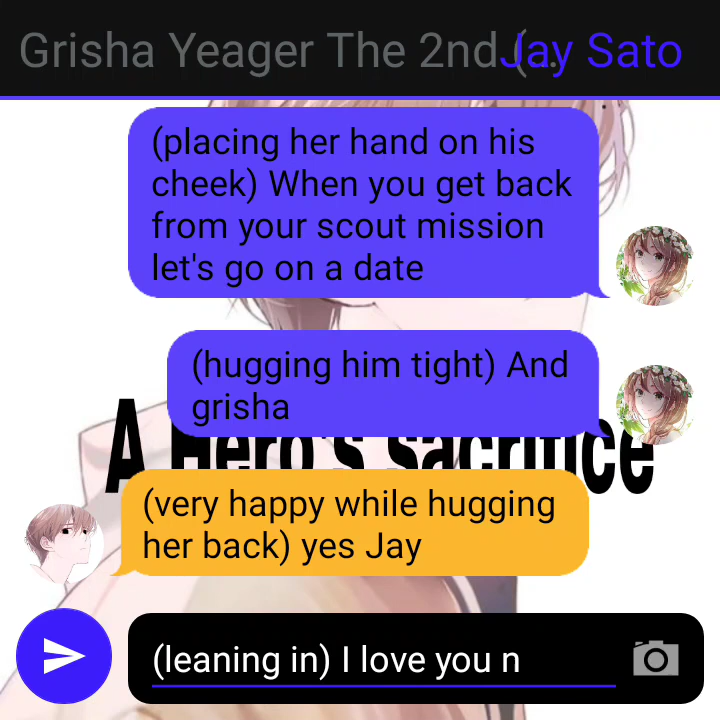 Grisha Yeager The 2nd (.. Jay Sato
(placing her hand on his
cheek) When you get back
from your scout mission
let's go on a date
(hugging him tight) And
grisha
A Hero's Sacrifice
(very happy while hugging
her back) yes Jay
(leaning in) I love you n